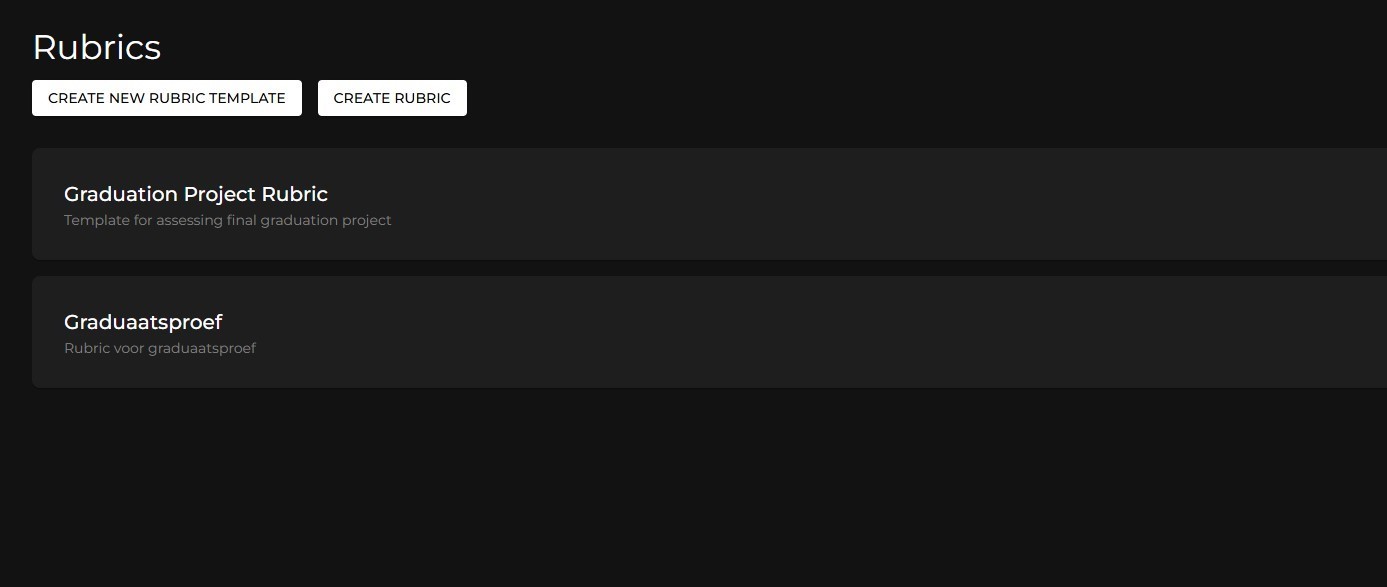 Rubrics
CREATE NEW RUBRIC TEMPLATE
CREATE RUBRIC
Graduation Project Rubric
Template for assessing final graduation project
Graduaatsproef
Rubric voor graduaatsproef